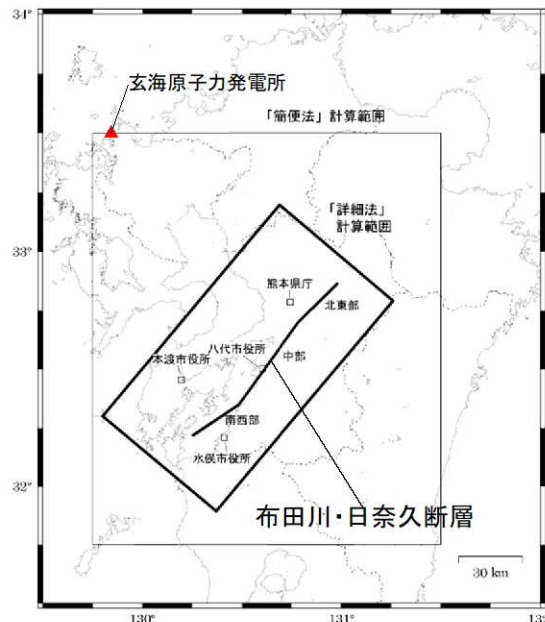 34°
玄海原子力発電所
「簡便法」計算範囲
33°
「詳細法」
計算範囲
熊本県庁
北東部
八代市役所
本渡市役所
中部
南西部
水俣市役所
32°
布田川・日奈久断層
30 km
130°
131°